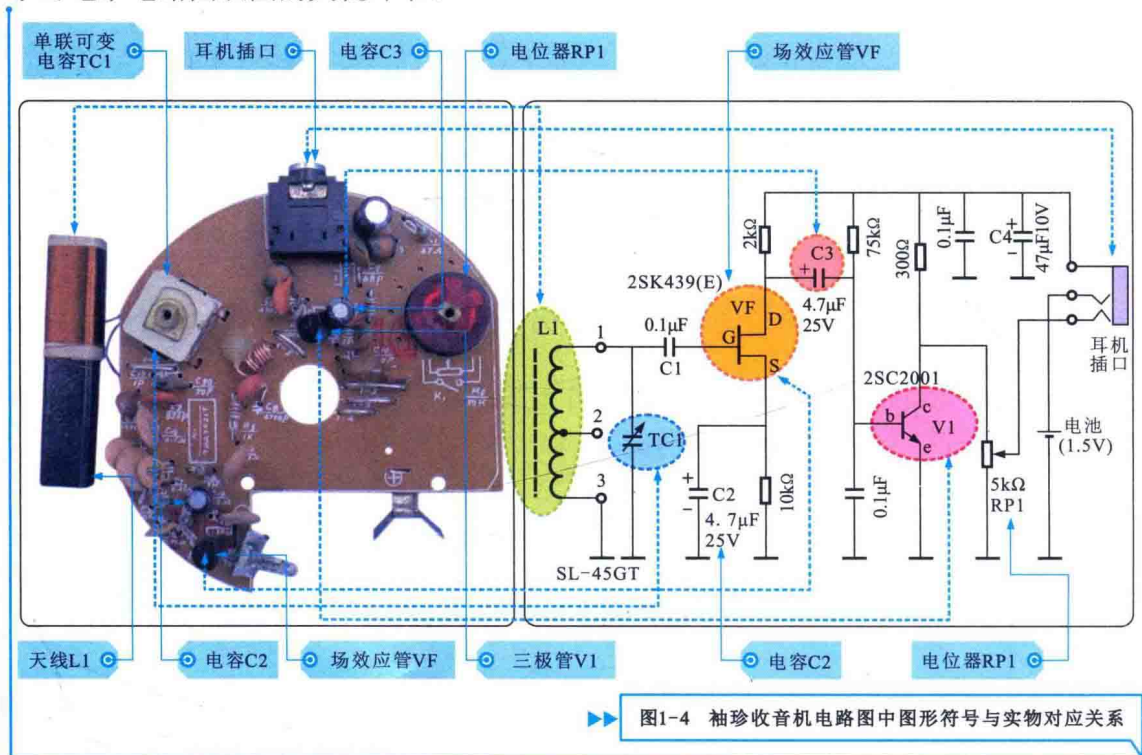 单联可变
电容TC1
耳机插口
电容C3
电位器RP1
场效应管VF
2kΩ
C3
4.7μF
25V
75kΩ
300Ω
0.1μF
C4
47μF10V
2SK439(E)
VF
D
G
S
L1
1
2
3
0.1μF
C1
TC1
C2
4. 7μF
25V
10kΩ
SL-45GT
0.1μF
2SC2001
b
c
e
V1
5kΩ
RP1
电池
(1.5V)
耳机
插口
天线L1
电容C2
场效应管VF
三极管V1
电容C2
电位器RP1
图1-4 袖珍收音机电路图中图形符号与实物对应关系